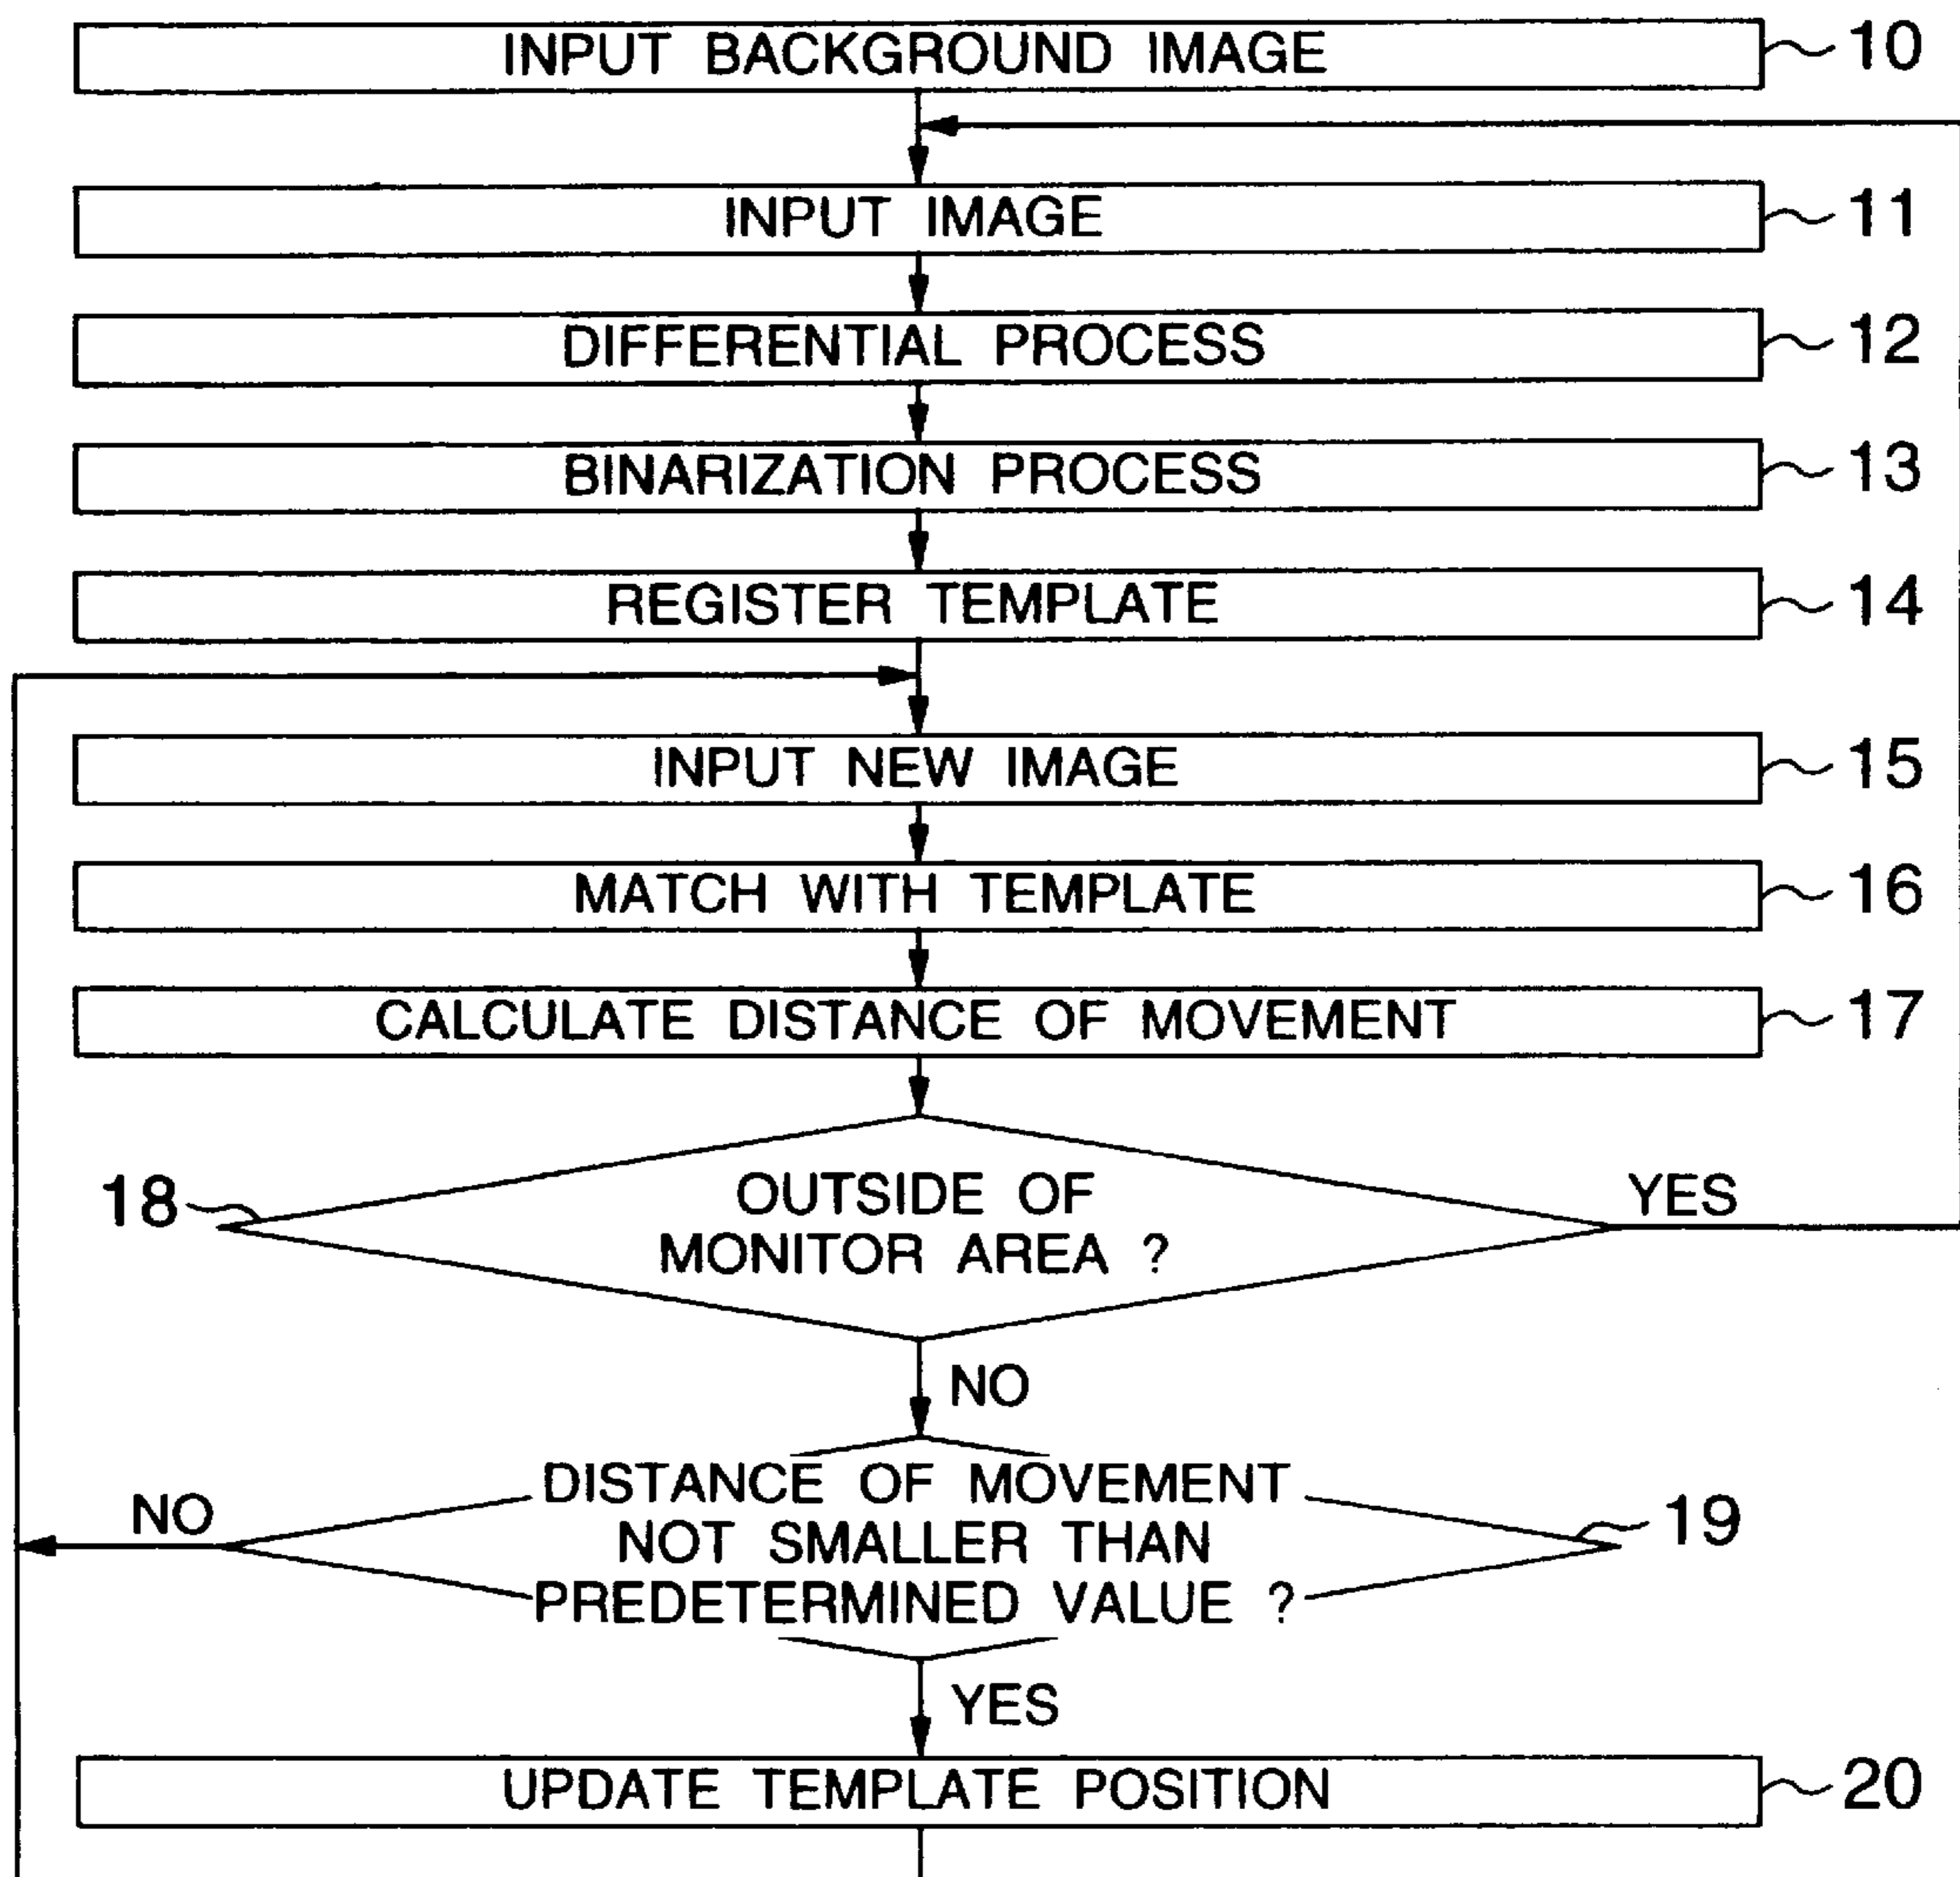 INPUT BACKGROUND IMAGE 10
INPUT IMAGE 11
DIFFERENTIAL PROCESS 12
BINARIZATION PROCESS 13
REGISTER TEMPLATE 14
INPUT NEW IMAGE 15
MATCH WITH TEMPLATE 16
CALCULATE DISTANCE OF MOVEMENT 17
18
OUTSIDE OF
MONITOR AREA ?
YES
NO
NO
DISTANCE OF MOVEMENT
NOT SMALLER THAN
PREDETERMINED VALUE ?
19
YES
UPDATE TEMPLATE POSITION 20